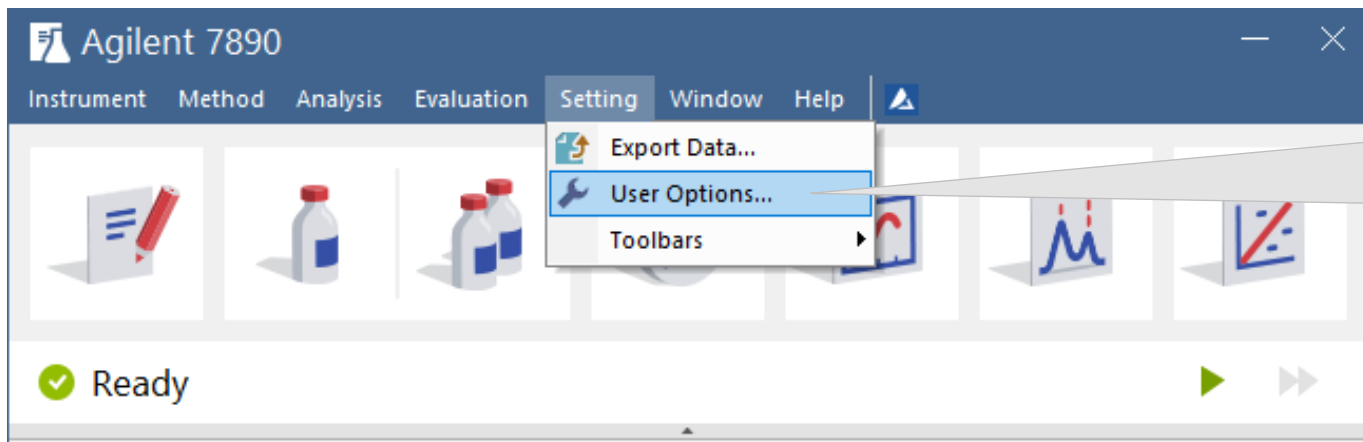 Agilent 7890
Instrument Method Analysis Evaluation Setting Window Help
Export Data...
User Options...
Toolbars
Ready